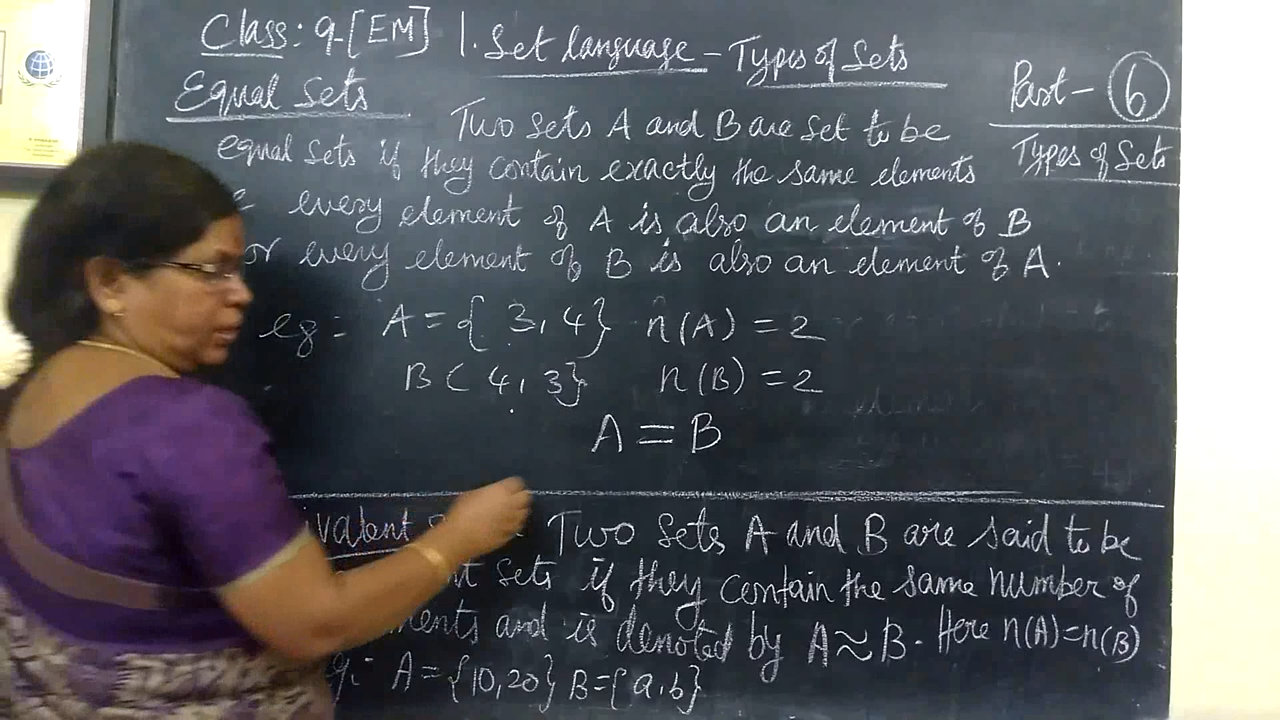 Class: 9-[EM] 1. Set language - Types of Sets
Equal Sets
Part - 6
Types of Sets
Two sets A and B are set to be
equal sets if they contain exactly the same elements
every element of A is also an element of B
or every element of B is also an element of A.
eg: A = { 3, 4} n(A) = 2
B ( 4, 3} n(B) = 2
A = B
ivalent Two Sets A and B are said to be
nt sets if they contain the same number of
ments and is denoted by A ≈ B. Here n(A)=n(B)
g: A = {10,20} B={a,b}